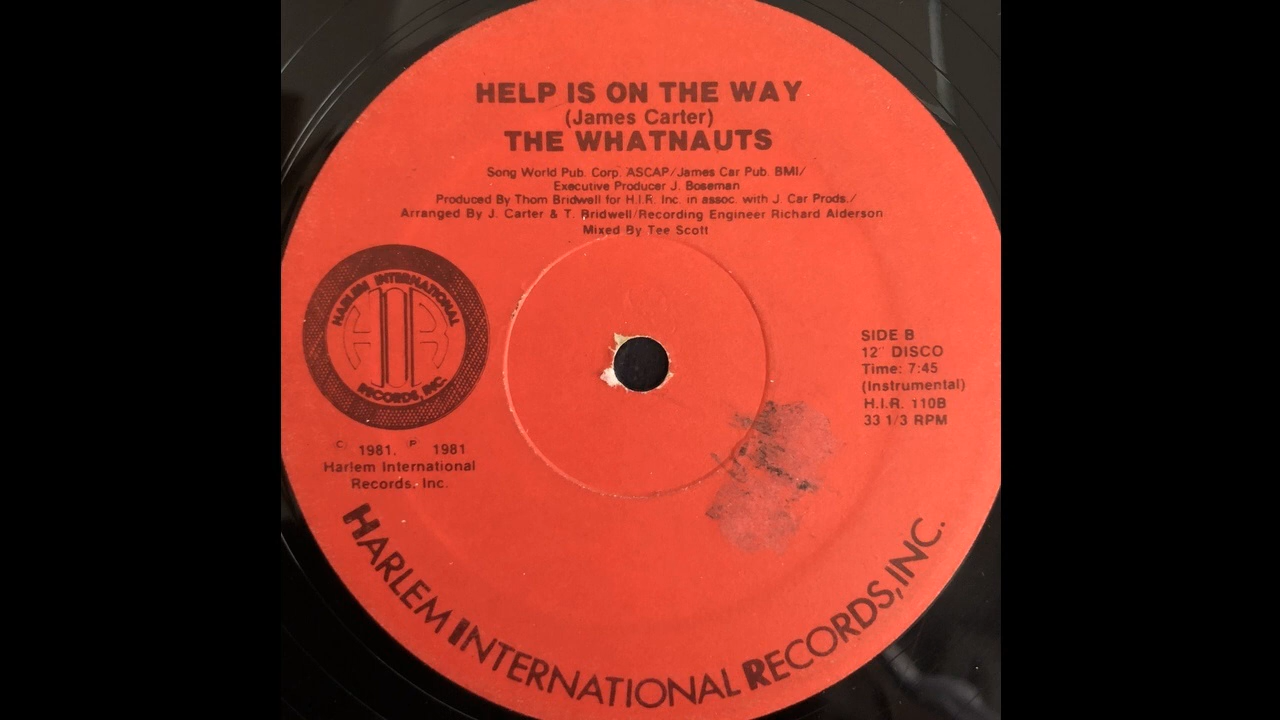 HELP IS ON THE WAY
(James Carter)
THE WHATNAUTS
Song World Pub. Corp. ASCAP/James Car Pub. BMI/
Executive Producer J. Boseman
Produced By Thom Bridwell for H.I.R. Inc. in assoc. with J. Car Prods./
Arranged By J. Carter & T. Bridwell/Recording Engineer Richard Alderson
Mixed By Tee Scott
HARLEM INTERNATIONAL
HIR
RECORDS, INC.
© 1981. ℗ 1981
Harlem International
Records, Inc.
SIDE B
12" DISCO
Time: 7:45
(Instrumental)
H.I.R. 110B
33 1/3 RPM
HARLEM INTERNATIONAL RECORDS, INC.